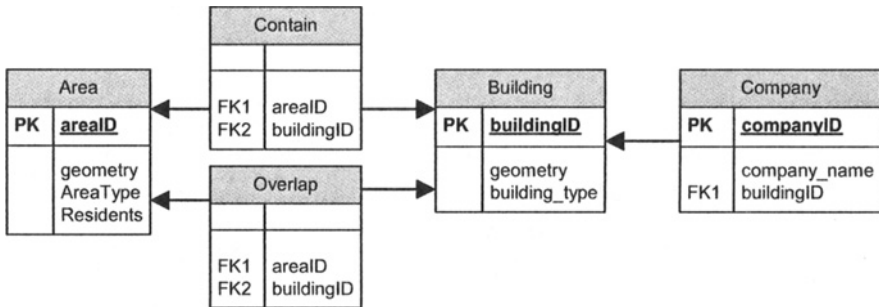 Contain
FK1 areaID
FK2 buildingID
Area
PK areaID
geometry
AreaType
Residents
Overlap
FK1 areaID
FK2 buildingID
Building
PK buildingID
geometry
building_type
Company
PK companyID
company_name
FK1 buildingID